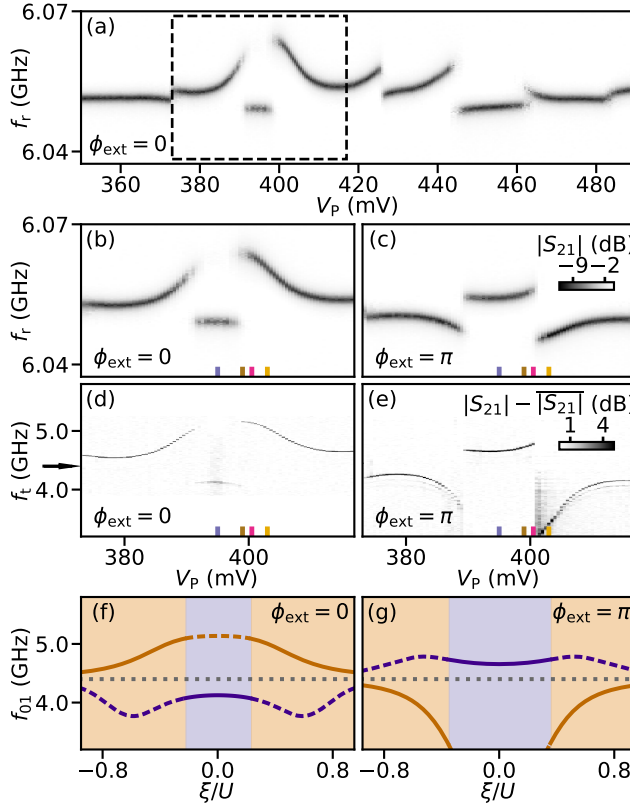 6.07
(a)
f_r (GHz)
ϕ_ext = 0
6.04
360 380 400 420 440 460 480
V_P (mV)
6.07
(b) (c) |S_21| (dB)
−9 −2
f_r (GHz)
ϕ_ext = 0 ϕ_ext = π
6.04
(d) (e) |S_21| − \overline{|S_21|} (dB)
1 4
5.0
f_t (GHz)
4.0
ϕ_ext = 0 ϕ_ext = π
380 400 380 400
V_P (mV) V_P (mV)
(f) ϕ_ext = 0 (g) ϕ_ext = π
5.0
f_01 (GHz)
4.0
−0.8 0.0 0.8 −0.8 0.0 0.8
ξ/U ξ/U